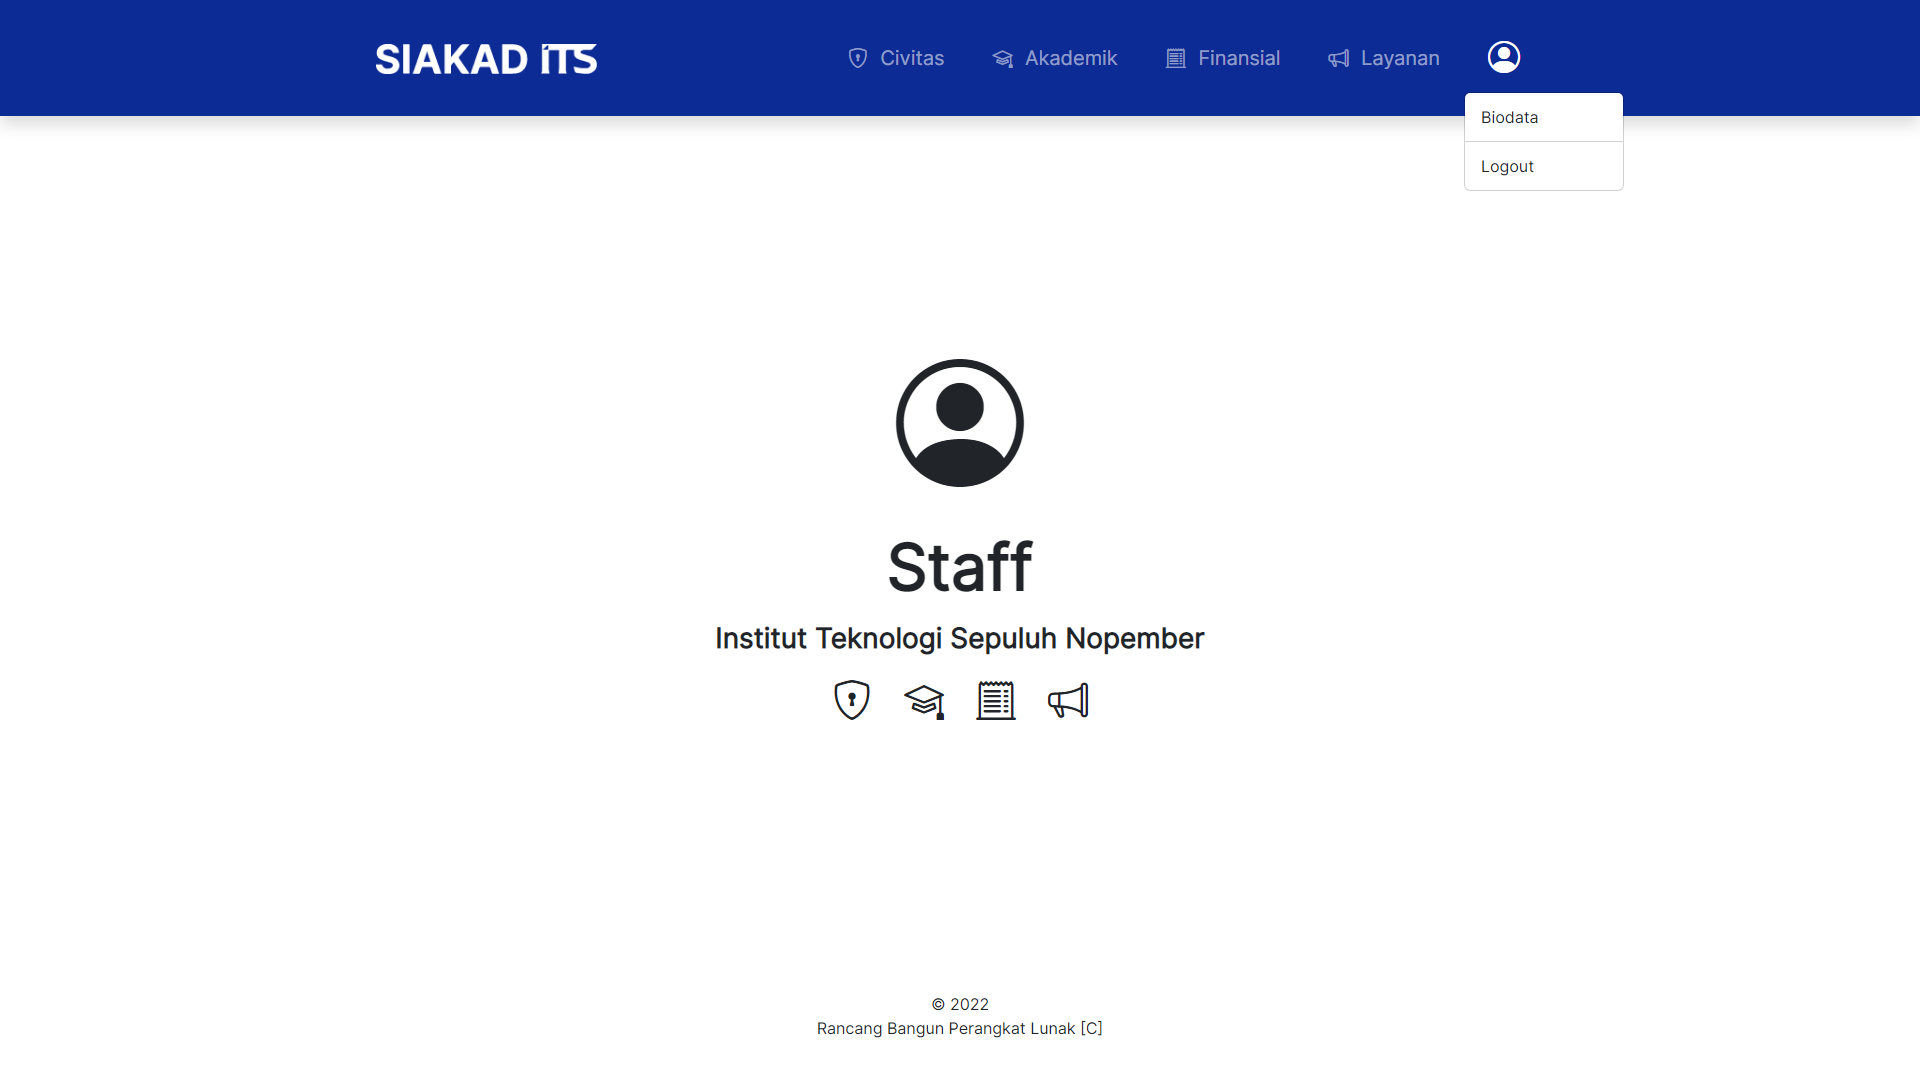 SIAKAD ITS
Civitas
Akademik
Finansial
Layanan
Biodata
Logout
Staff
Institut Teknologi Sepuluh Nopember
© 2022
Rancang Bangun Perangkat Lunak [C]